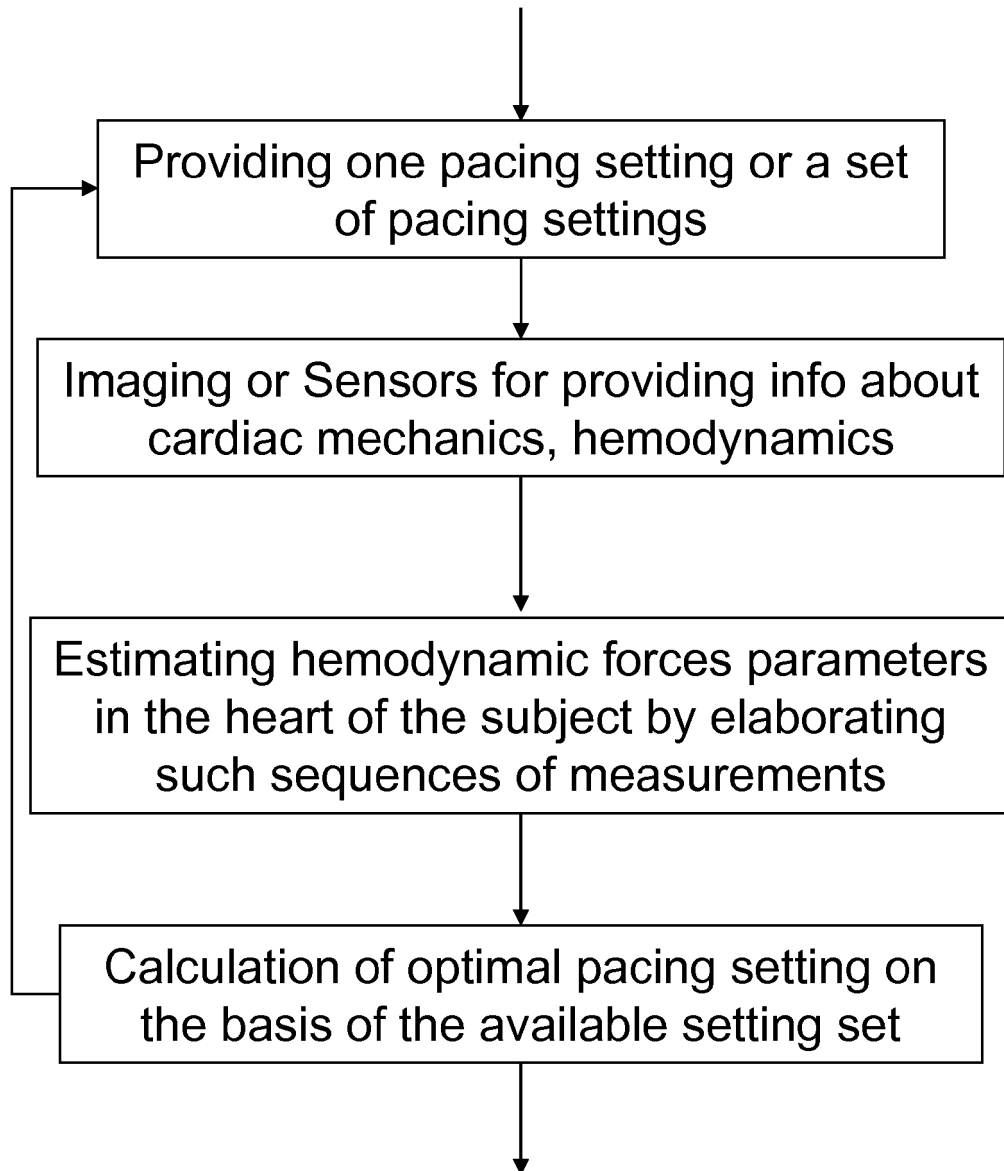 Providing one pacing setting or a set
of pacing settings
Imaging or Sensors for providing info about
cardiac mechanics, hemodynamics
Estimating hemodynamic forces parameters
in the heart of the subject by elaborating
such sequences of measurements
Calculation of optimal pacing setting on
the basis of the available setting set